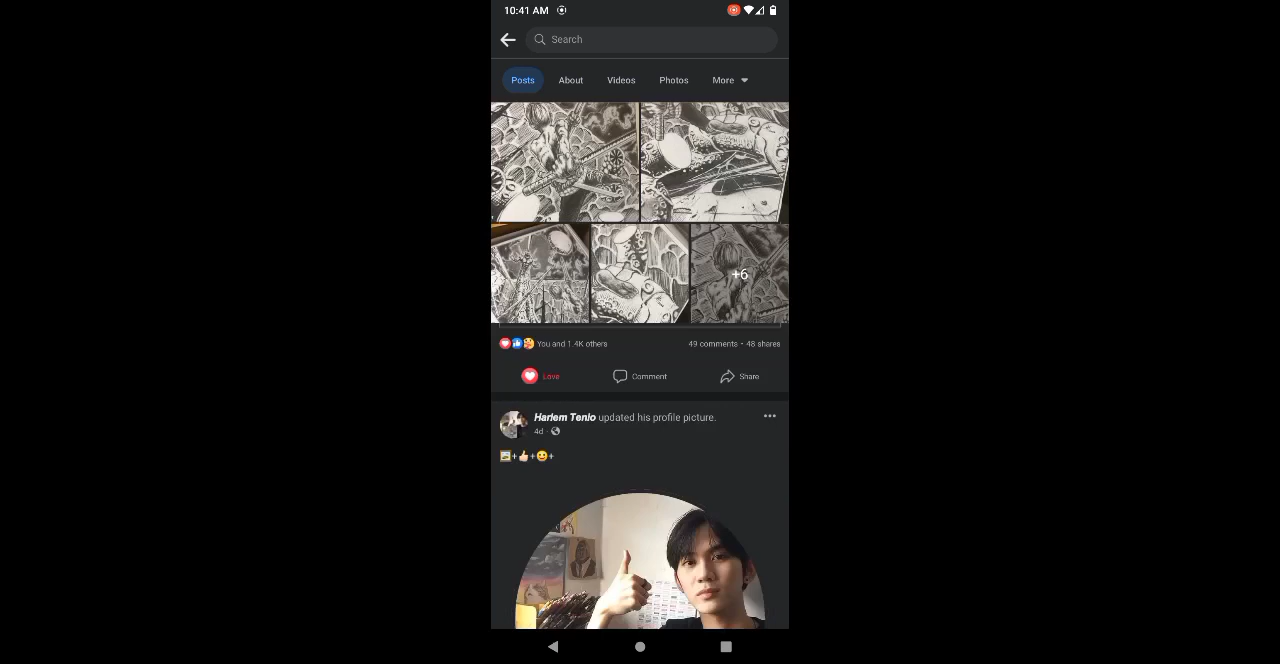 10:41 AM
Search
Posts About Videos Photos More
+6
You and 1.4K others 49 comments • 48 shares
Love Comment Share
Harlem Tenio updated his profile picture.
4d ·
🖼+👍🏻+😀+